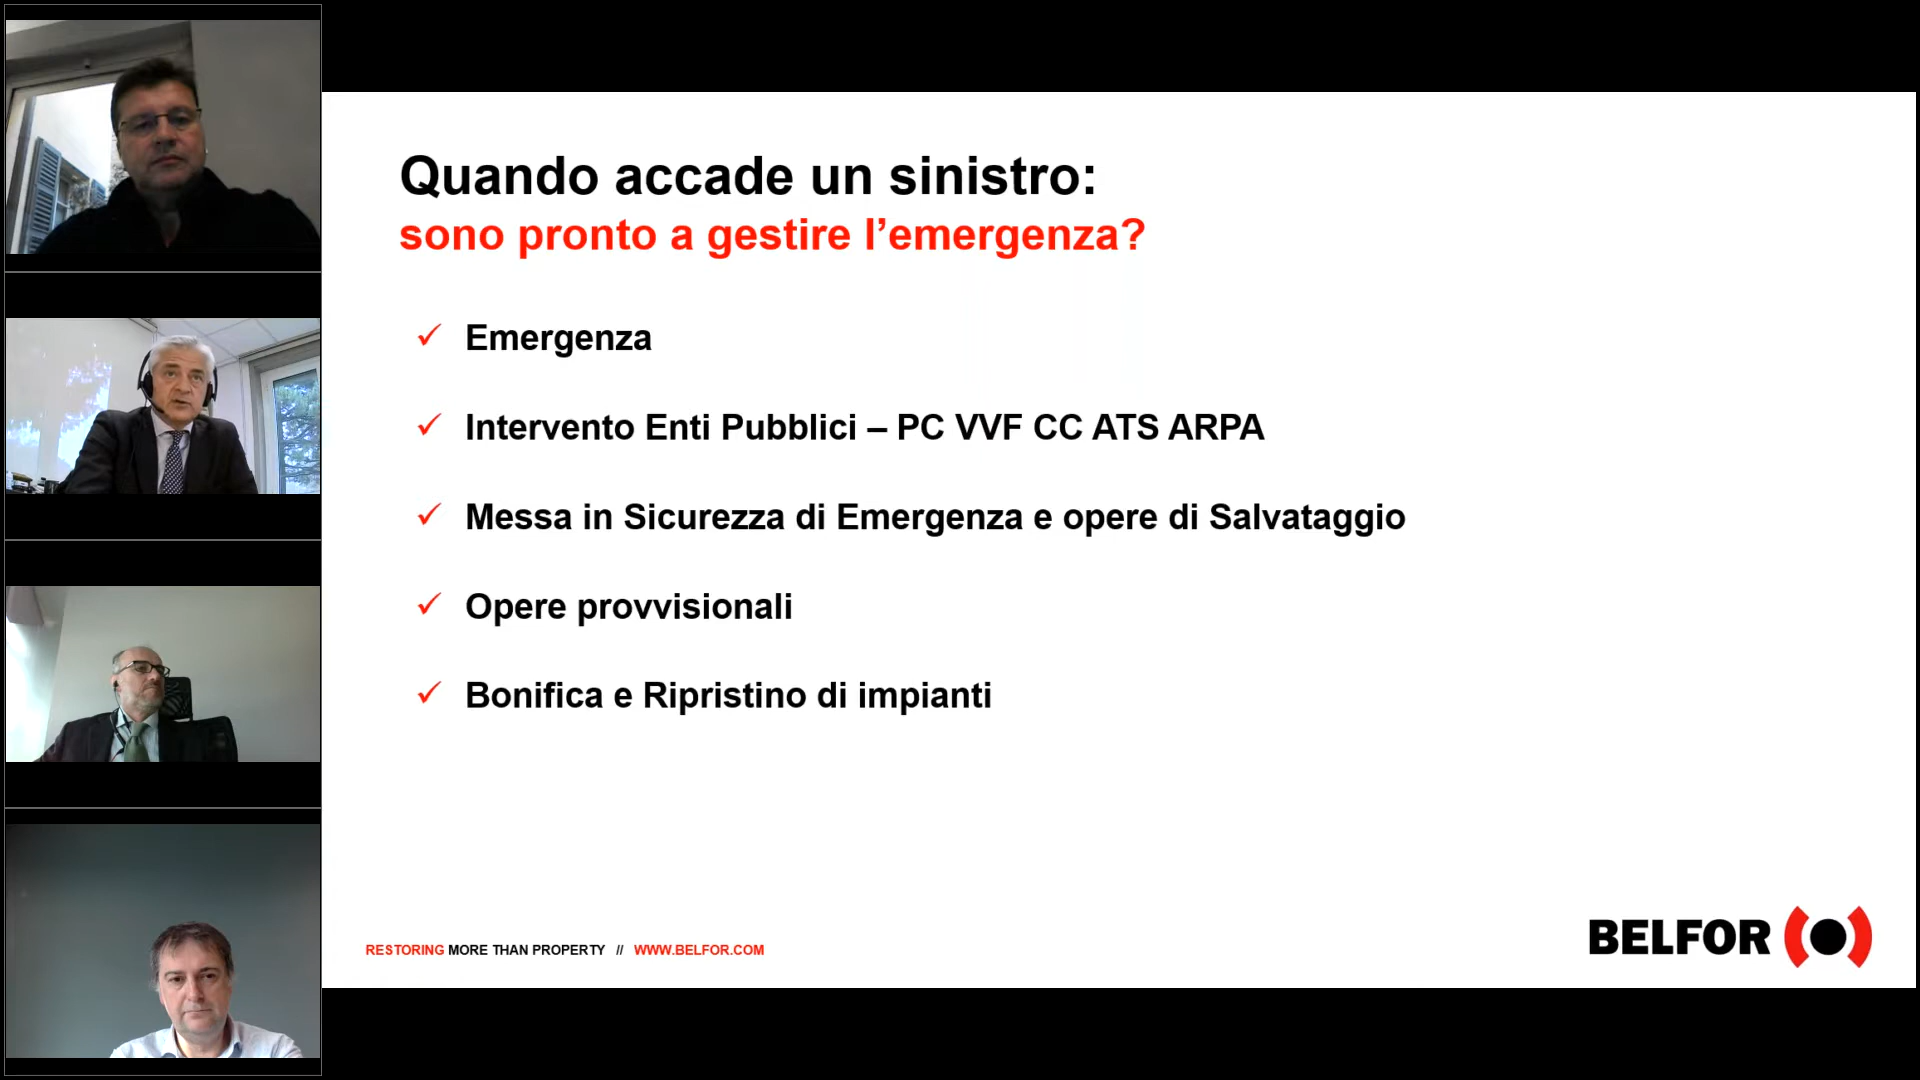 Quando accade un sinistro:
sono pronto a gestire l’emergenza?
Emergenza
Intervento Enti Pubblici – PC VVF CC ATS ARPA
Messa in Sicurezza di Emergenza e opere di Salvataggio
Opere provvisionali
Bonifica e Ripristino di impianti
RESTORING MORE THAN PROPERTY // WWW.BELFOR.COM
BELFOR